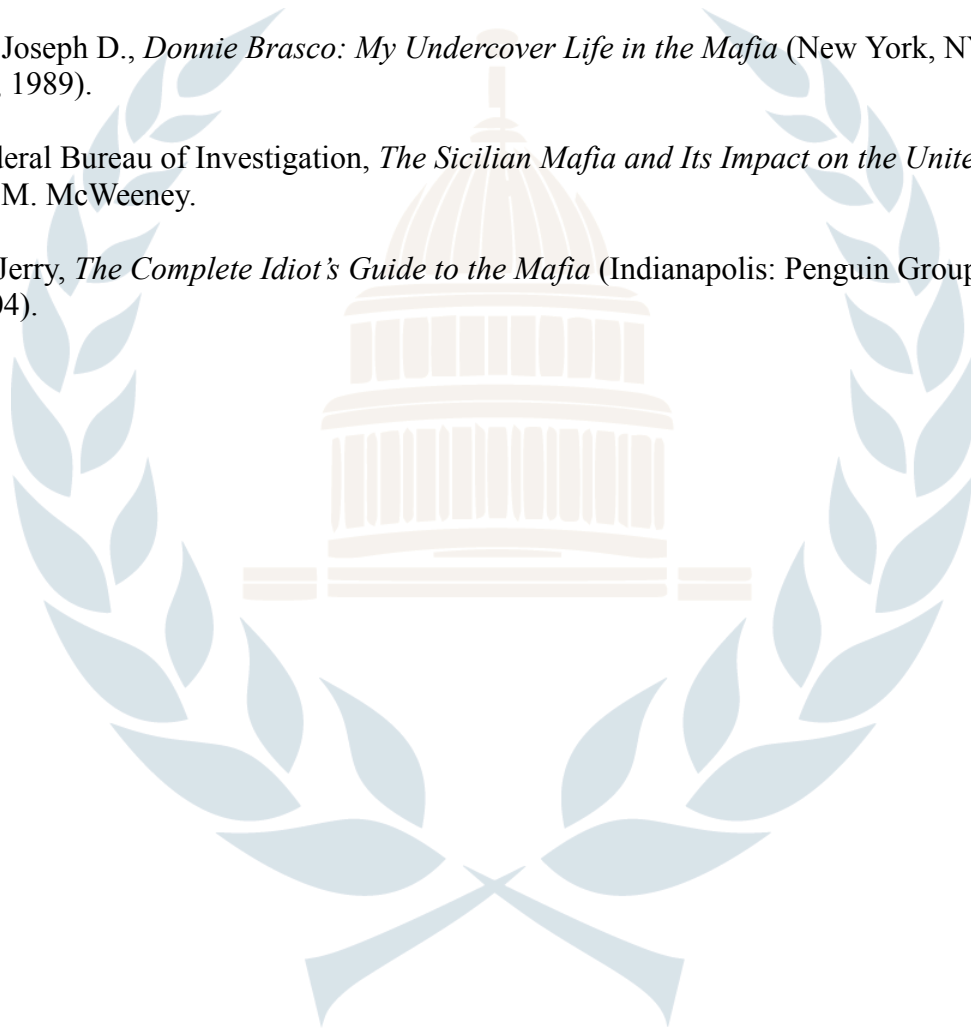 Joseph D., Donnie Brasco: My Undercover Life in the Mafia (New York, NY
1989).
deral Bureau of Investigation, The Sicilian Mafia and Its Impact on the Unite
M. McWeeney.
Jerry, The Complete Idiot’s Guide to the Mafia (Indianapolis: Penguin Group
04).